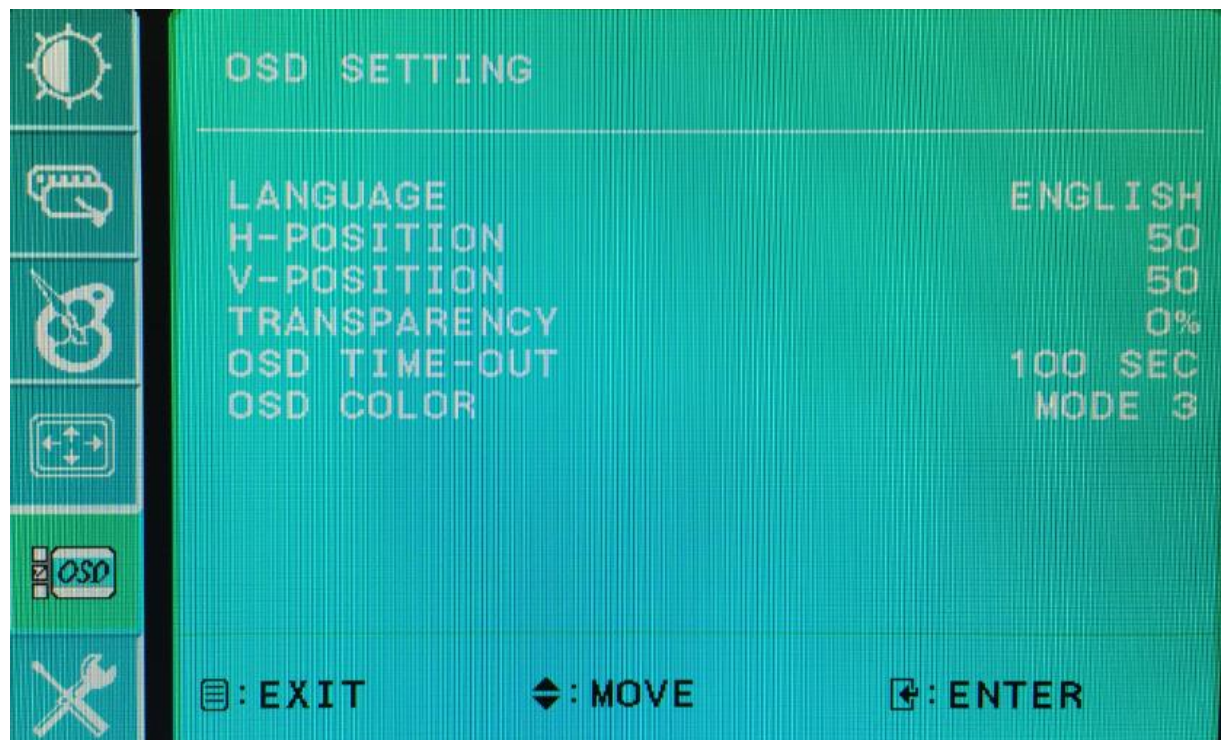 OSD SETTING
LANGUAGE ENGLISH
H-POSITION 50
V-POSITION 50
TRANSPARENCY 0%
OSD TIME-OUT 100 SEC
OSD COLOR MODE 3
OSD
:EXIT :MOVE :ENTER